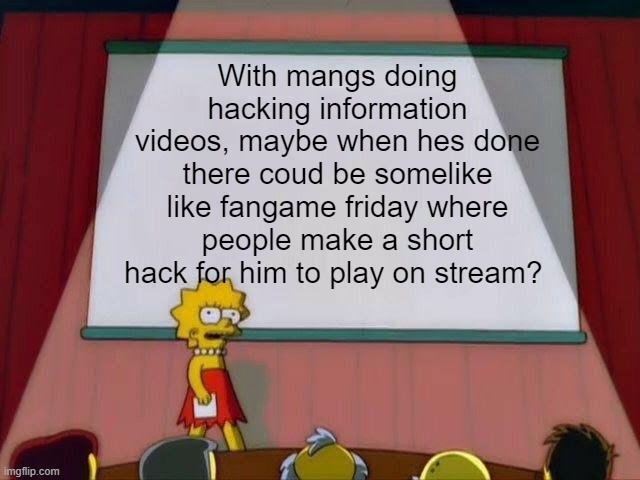 With mangs doing
hacking information
videos, maybe when hes done
there coud be somelike
like fangame friday where
people make a short
hack for him to play on stream?
imgflip.com